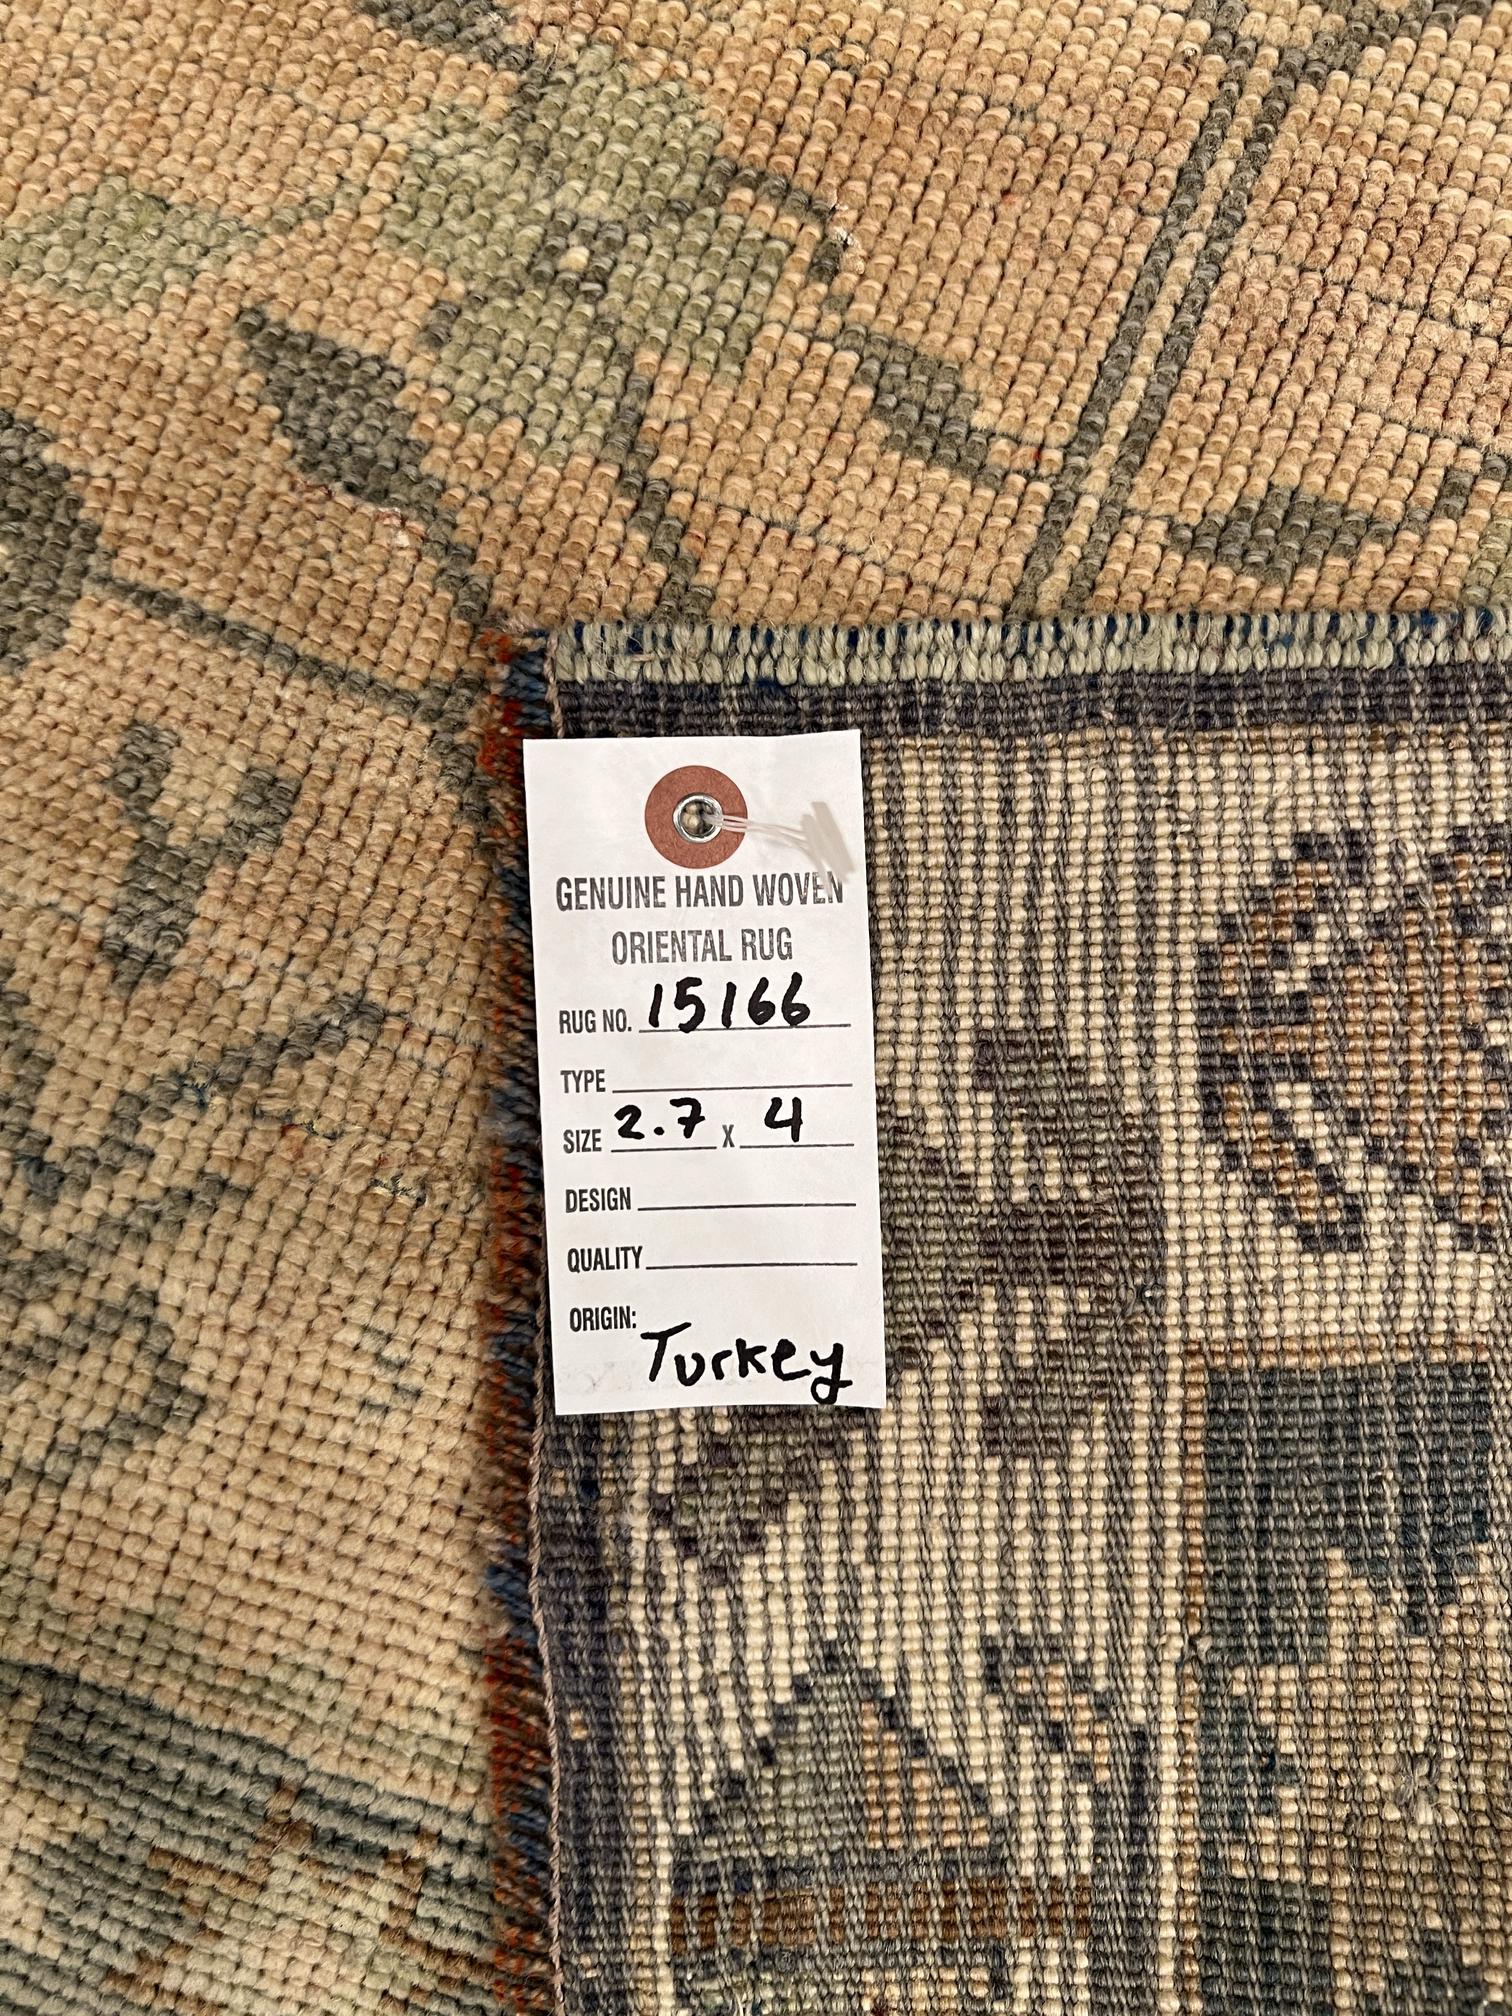 GENUINE HAND WOVEN
ORIENTAL RUG
RUG NO. 15166
TYPE
SIZE 2.7 X 4
DESIGN
QUALITY
ORIGIN:
Turkey